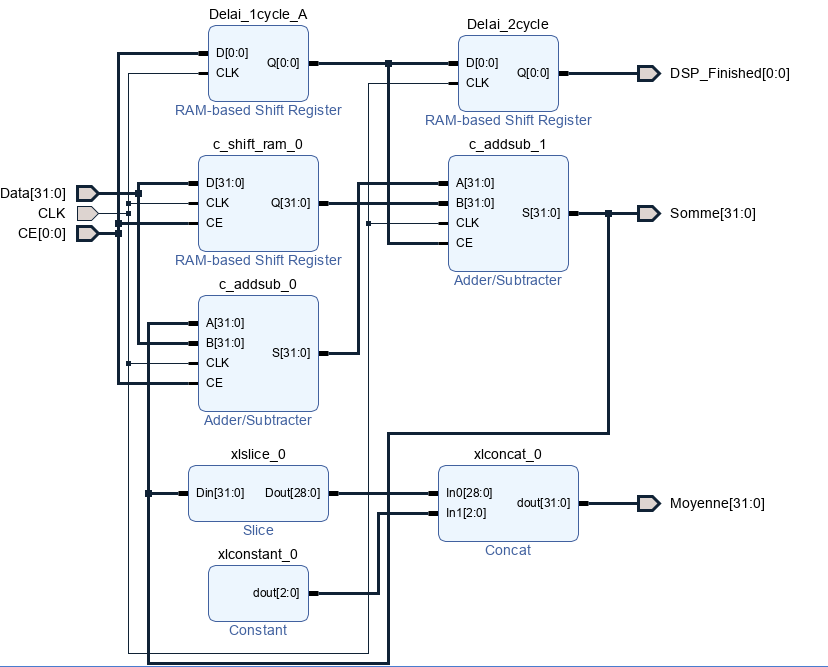 Delai_1cycle_A
D[0:0]
CLK
Q[0:0]
RAM-based Shift Register
Delai_2cycle
D[0:0]
CLK
Q[0:0]
RAM-based Shift Register
DSP_Finished[0:0]
Data[31:0]
CLK
CE[0:0]
c_shift_ram_0
D[31:0]
CLK
CE
Q[31:0]
RAM-based Shift Register
c_addsub_1
A[31:0]
B[31:0]
CLK
CE
S[31:0]
Adder/Subtracter
Somme[31:0]
c_addsub_0
A[31:0]
B[31:0]
CLK
CE
S[31:0]
Adder/Subtracter
xlslice_0
Din[31:0]
Dout[28:0]
Slice
xlconcat_0
In0[28:0]
In1[2:0]
dout[31:0]
Concat
Moyenne[31:0]
xlconstant_0
dout[2:0]
Constant